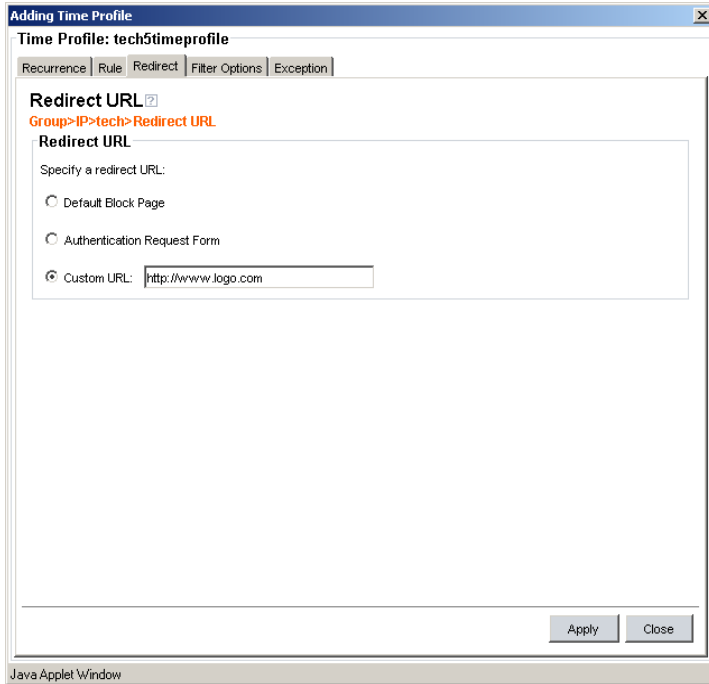 Adding Time Profile
Time Profile: tech5timeprofile
Recurrence Rule Redirect Filter Options Exception
Redirect URL ?
Group>IP>tech>Redirect URL
Redirect URL
Specify a redirect URL:
Default Block Page
Authentication Request Form
Custom URL: http://www.logo.com
Apply Close
Java Applet Window